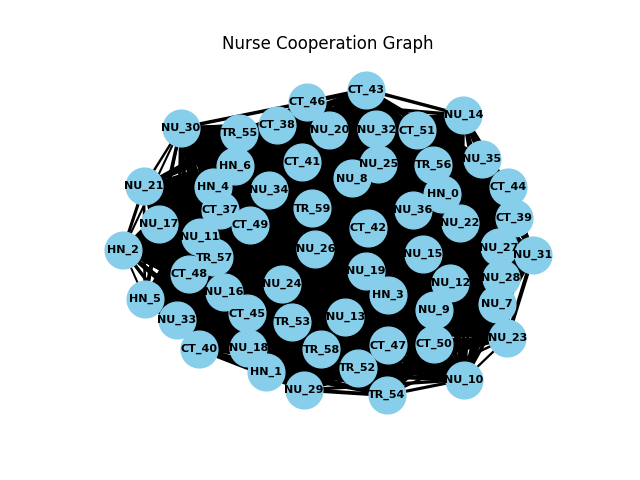 Nurse Cooperation Graph
CT_43
CT_46
NU_14
CT_38
NU_30
NU_20
NU_32
CT_51
TR_55
NU_35
CT_41
NU_25
TR_56
HN_6
NU_8
NU_21
HN_4
NU_34
HN_0
CT_44
CT_37
TR_59
NU_36
CT_39
NU_17
CT_49
CT_42
NU_22
NU_11
HN_2
NU_26
NU_15
NU_27
NU_31
TR_57
CT_48
NU_19
NU_28
NU_16
NU_24
HN_3
NU_12
HN_5
NU_7
NU_33
CT_45
TR_53
NU_13
NU_9
CT_40
NU_18
TR_58
CT_47
CT_50
NU_23
HN_1
TR_52
NU_10
NU_29
TR_54